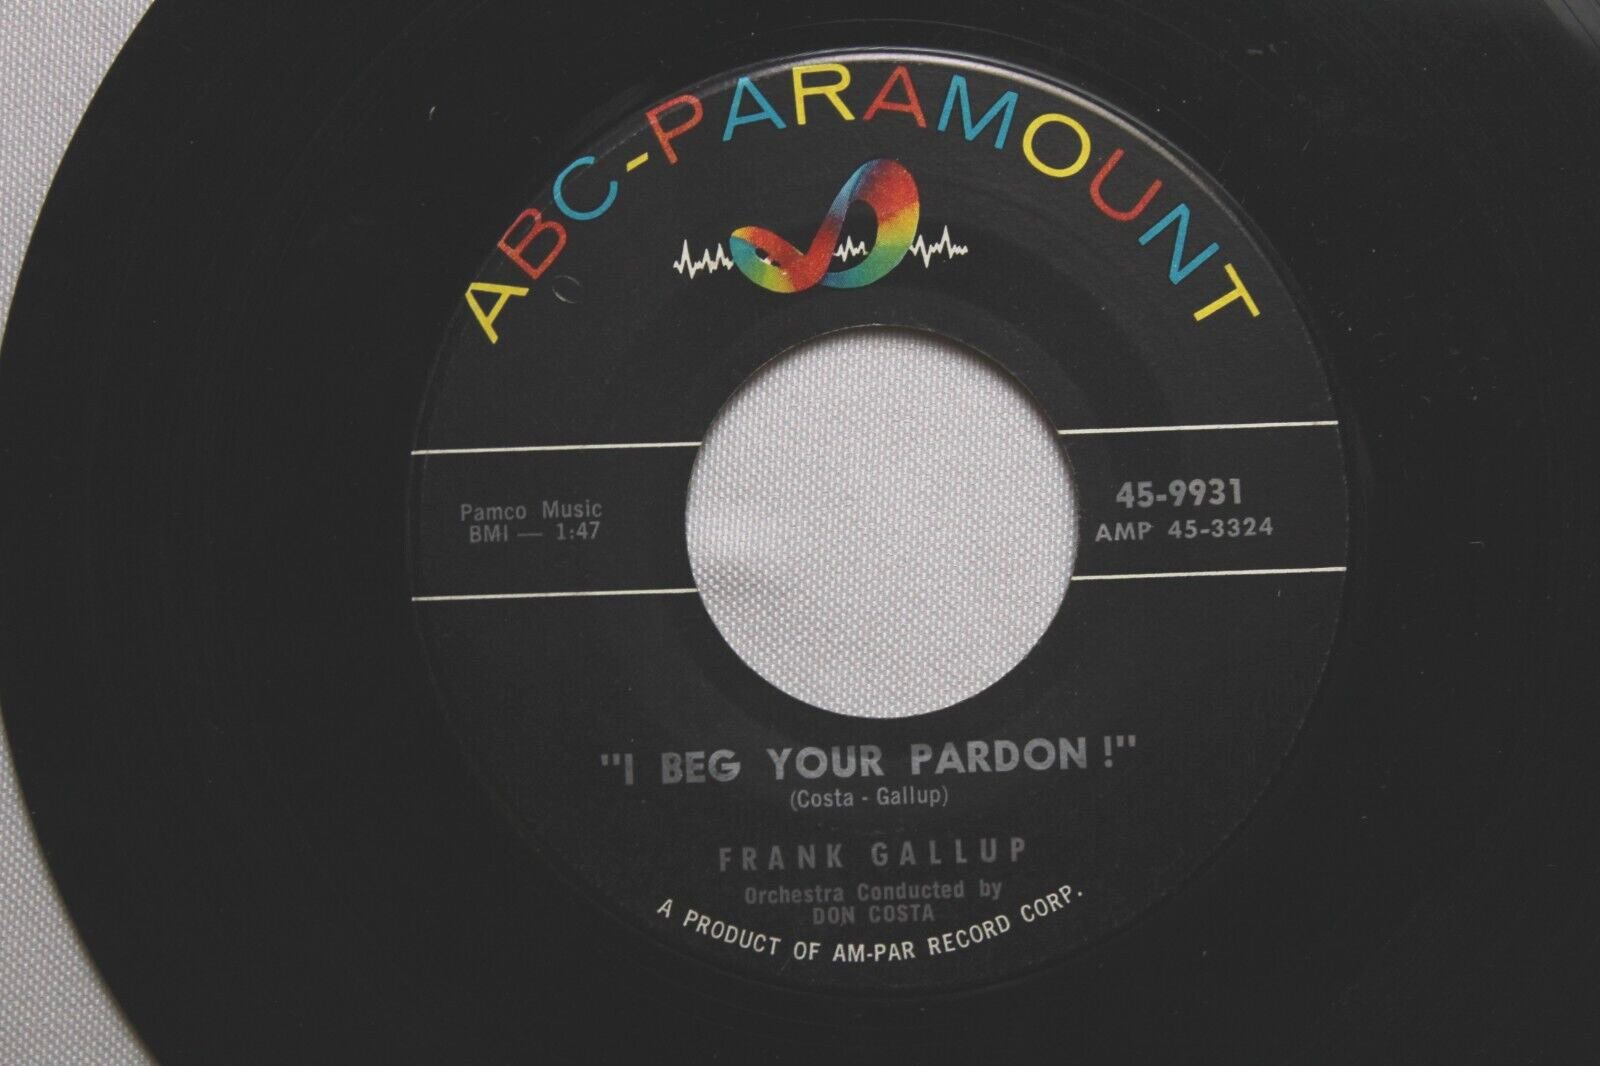 ABC-PARAMOUNT
Pamco Music
BMI — 1:47
45-9931
AMP 45-3324
"I BEG YOUR PARDON!"
(Costa - Gallup)
FRANK GALLUP
Orchestra Conducted by
DON COSTA
A PRODUCT OF AM-PAR RECORD CORP.